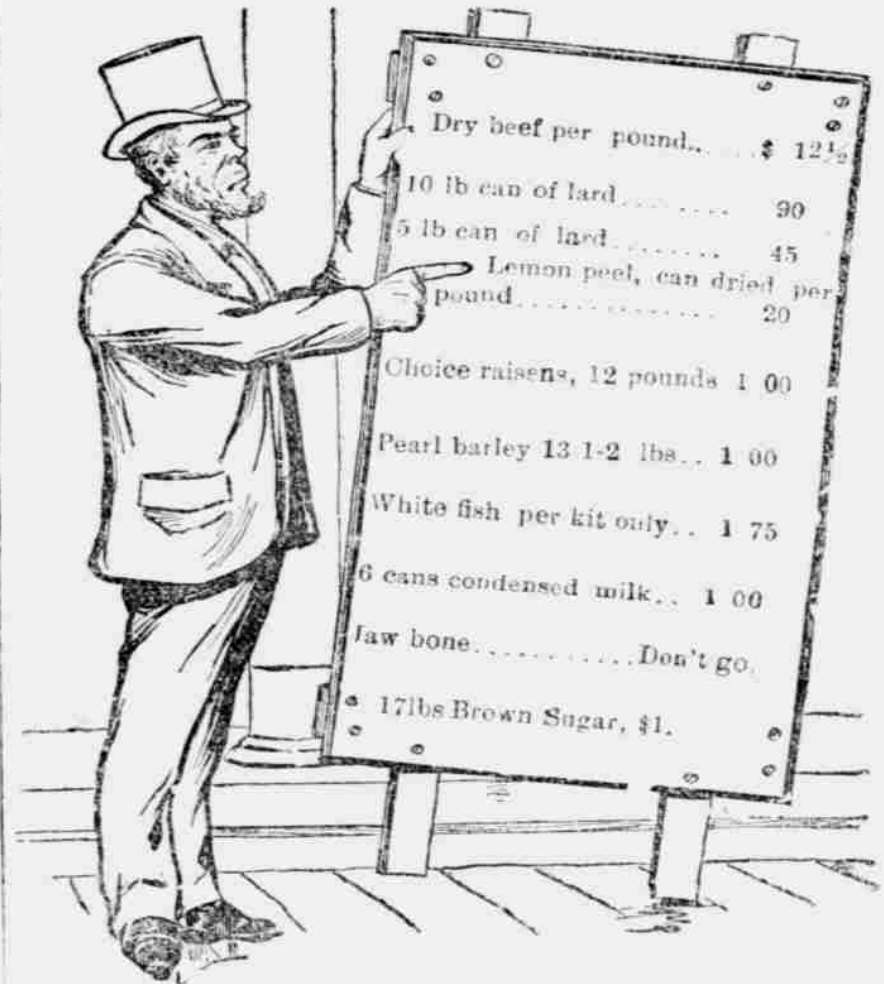 Dry beef per pound.......$ 12½
10 lb can of lard........ 90
5 lb can of lard........ 45
Lemon peel, can dried per
pound............... 20
Choice raisens, 12 pounds 1 00
Pearl barley 13 1-2 lbs.. 1 00
White fish per kit only.. 1 75
6 cans condensed milk.. 1 00
Jaw bone............Don't go.
17lbs Brown Sugar, $1.